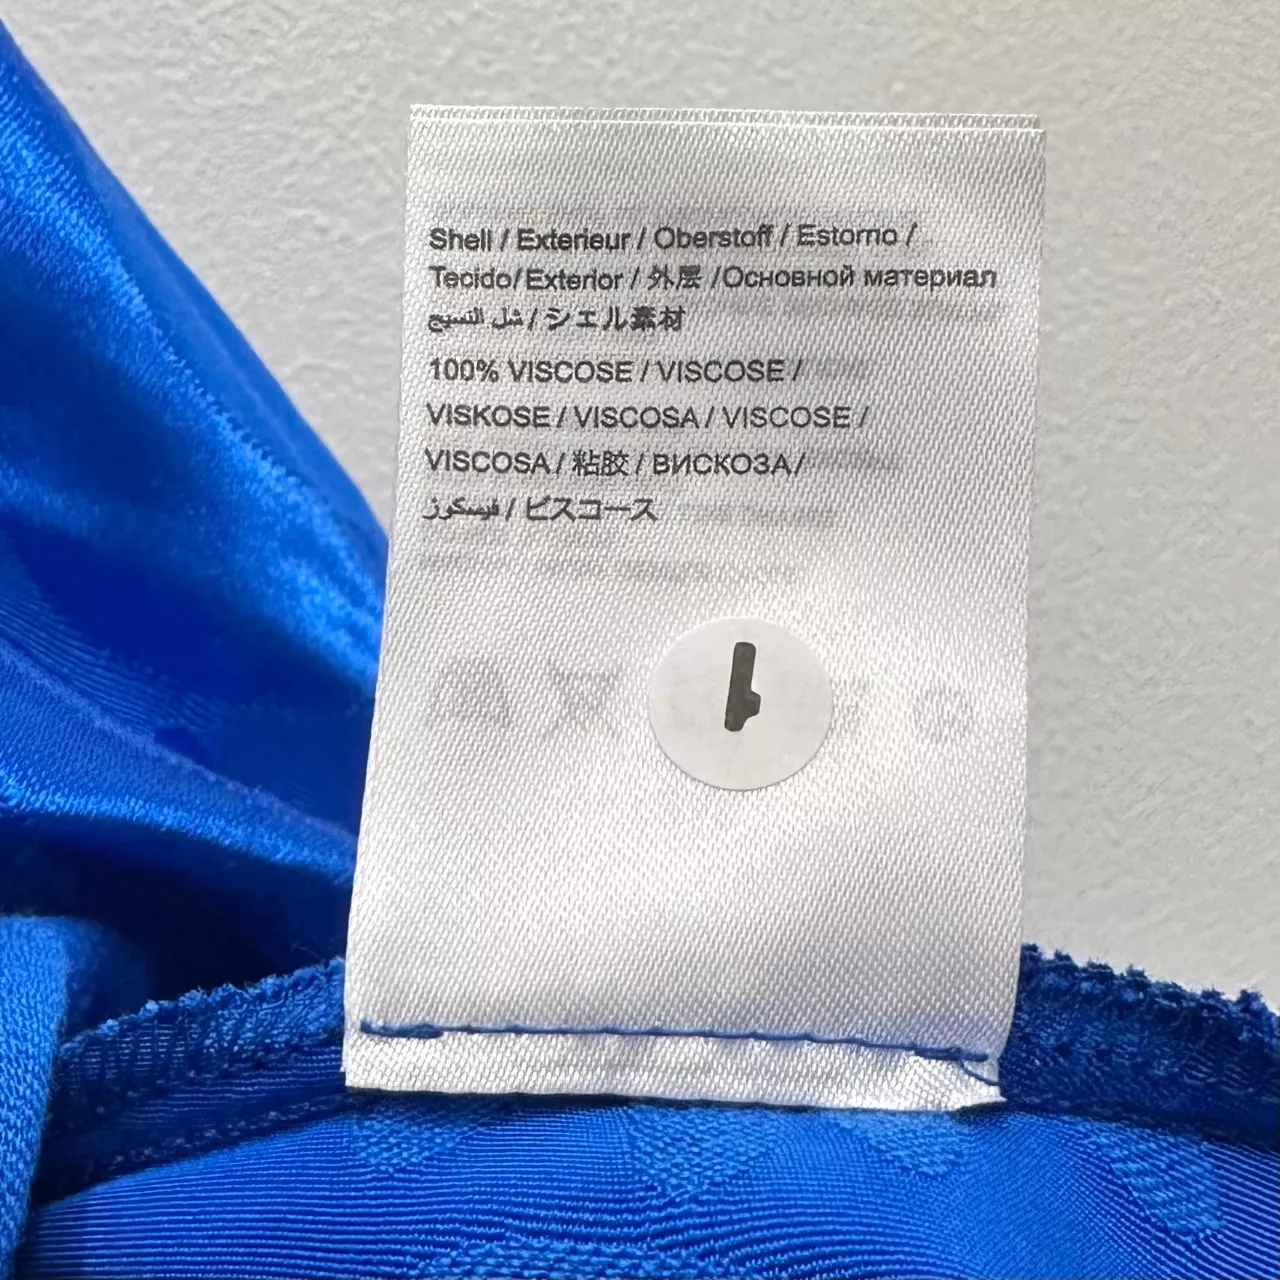 Shell / Exterieur / Oberstoff / Estorno /
Tecido/Exterior / 外层 /Основной материал
شل النسيج / シェル素材
100% VISCOSE / VISCOSE /
VISKOSE / VISCOSA / VISCOSE /
VISCOSA / 粘胶 / ВИСКОЗА/
فيسكوز / ビスコース